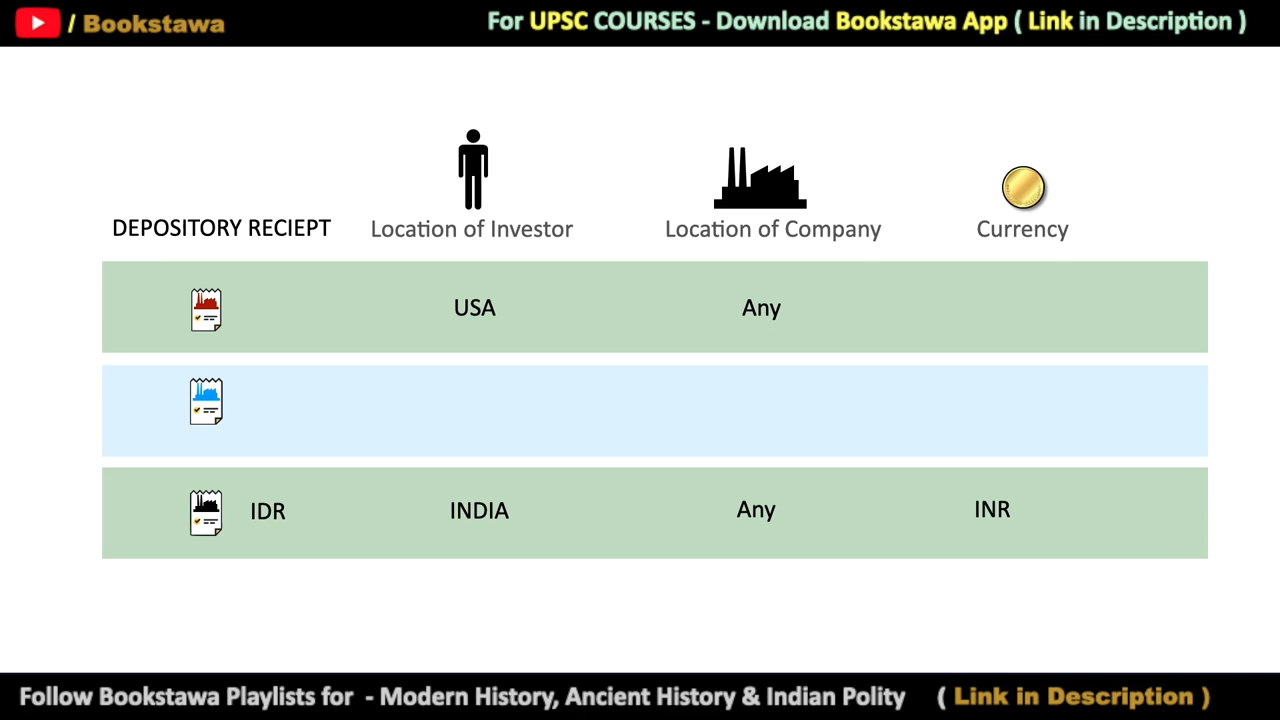 / Bookstawa
For UPSC COURSES - Download Bookstawa App ( Link in Description )
DEPOSITORY RECIEPT Location of Investor Location of Company Currency
USA Any
IDR INDIA Any INR
Follow Bookstawa Playlists for - Modern History, Ancient History & Indian Polity ( Link in Description )